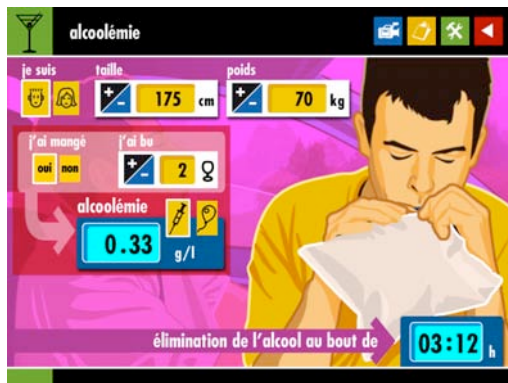 alcoolémie
je suis
taille
poids
175 cm
70 kg
j'ai mangé
j'ai bu
oui non
2
alcoolémie
0.33
g/l
élimination de l'alcool au bout de
03:12 h